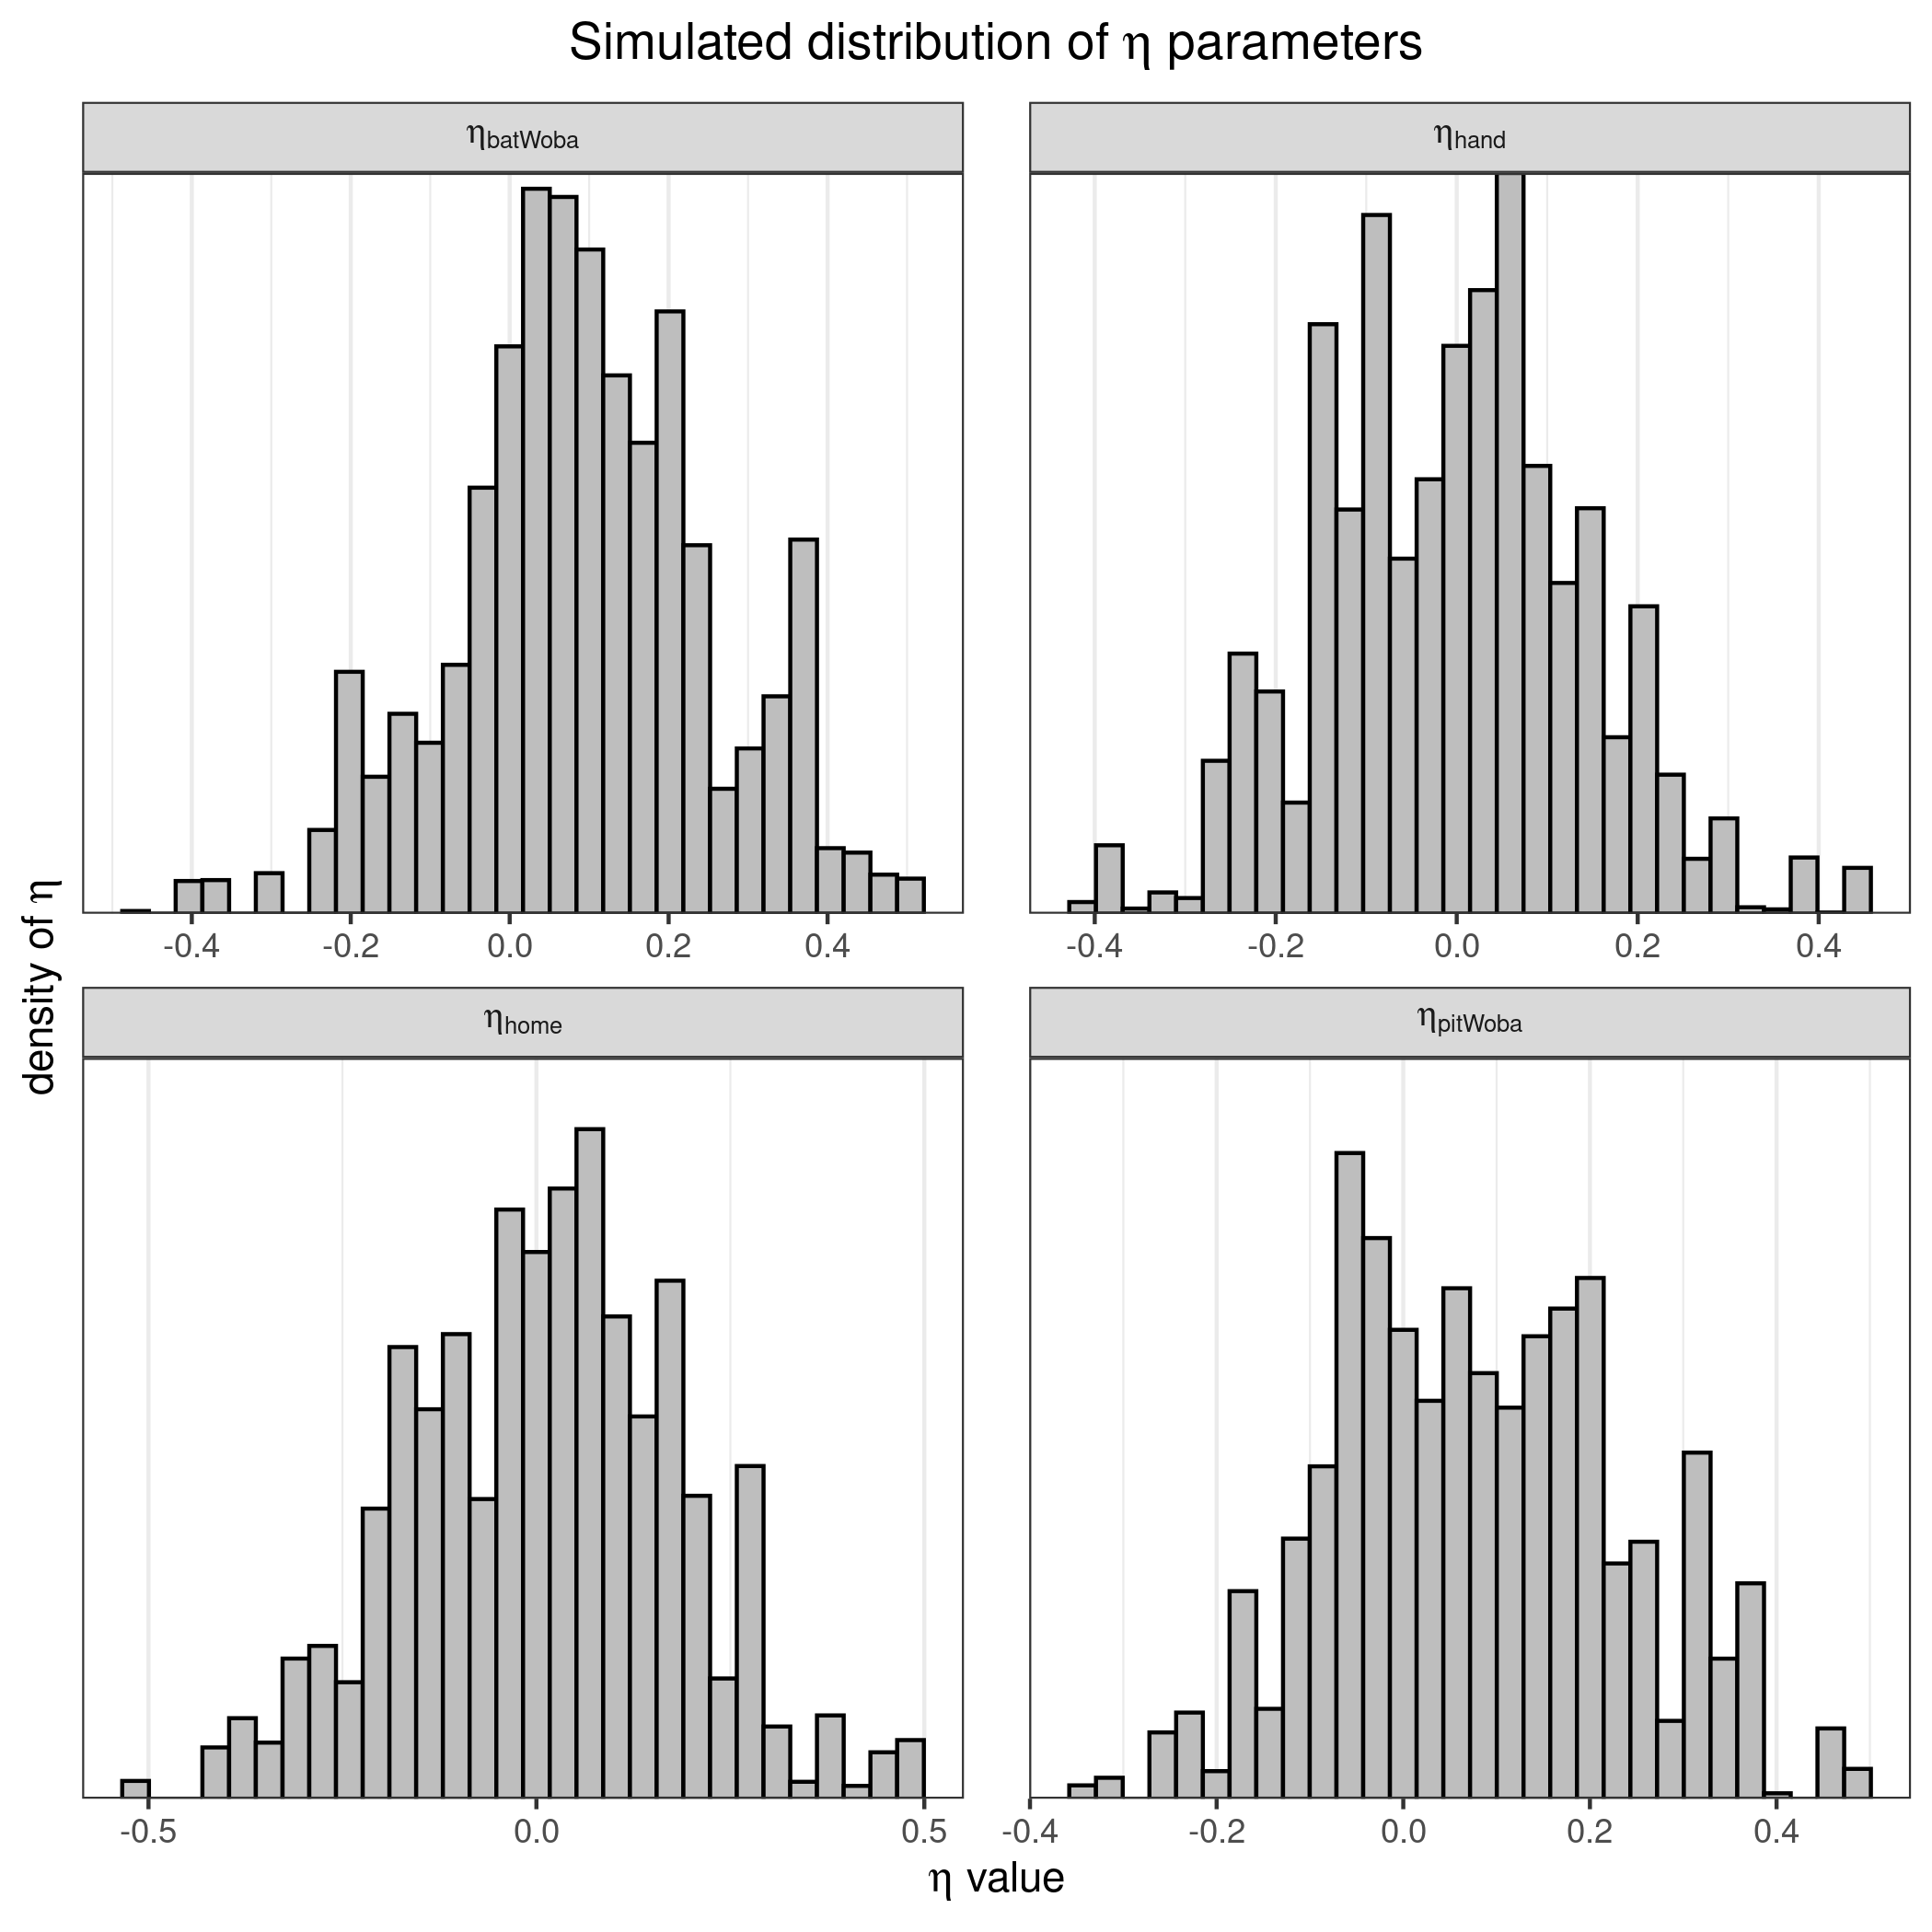 Simulated distribution of η parameters
ηbatWoba
ηhand
-0.4 -0.2 0.0 0.2 0.4
-0.4 -0.2 0.0 0.2 0.4
density of η
ηhome
ηpitWoba
-0.5 0.0 0.5
-0.4 -0.2 0.0 0.2 0.4
η value